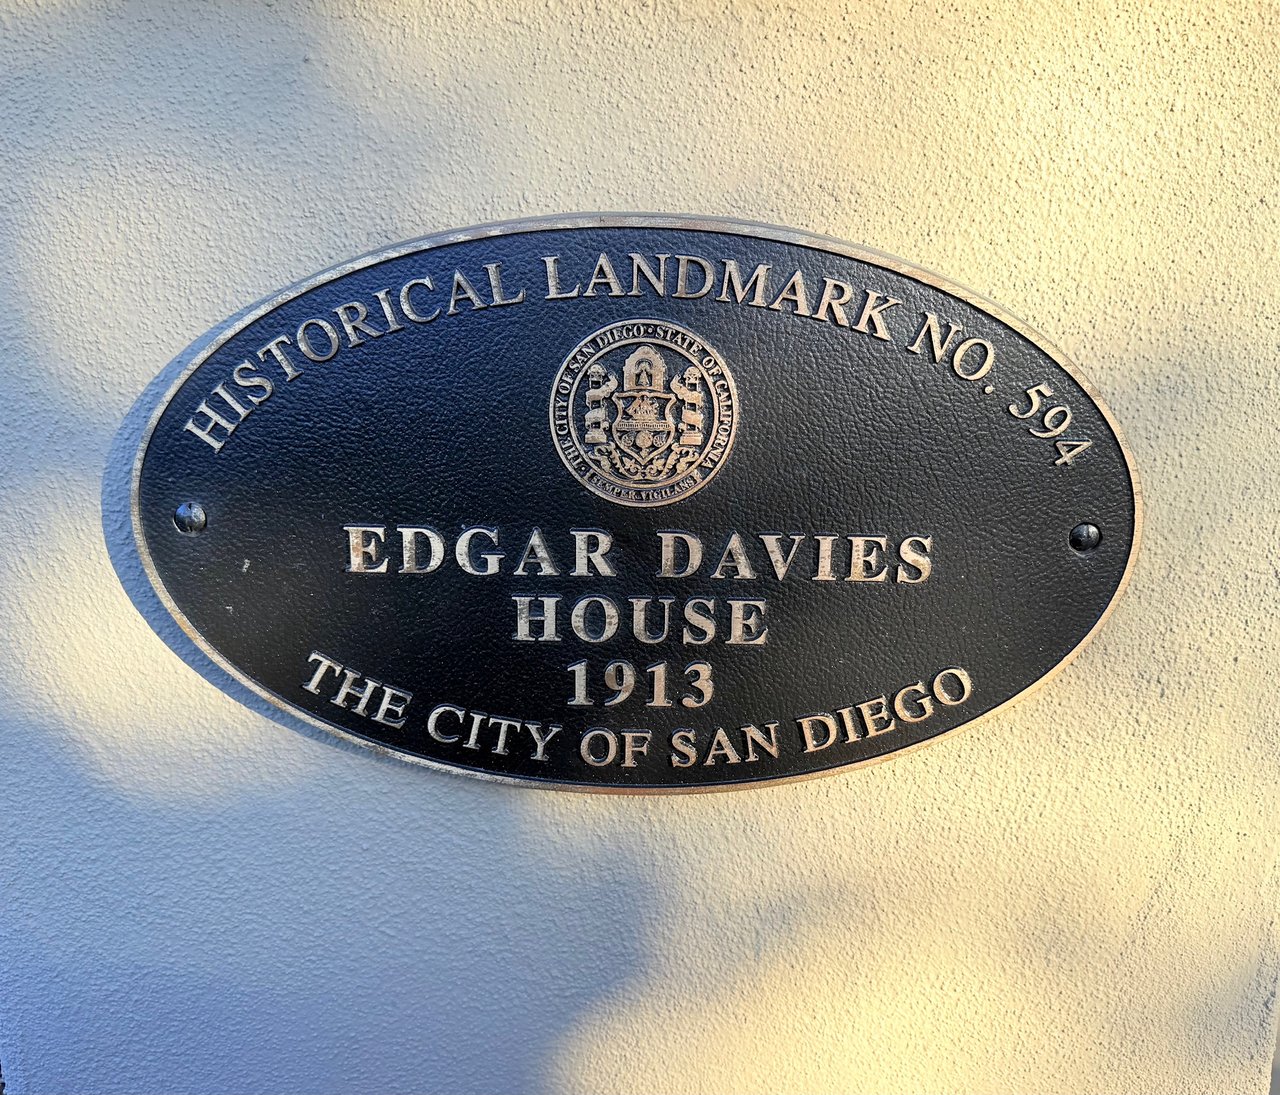 HISTORICAL LANDMARK NO. 594
THE CITY OF SAN DIEGO • STATE OF CALIFORNIA
SEMPER VIGILANS
EDGAR DAVIES
HOUSE
1913
THE CITY OF SAN DIEGO